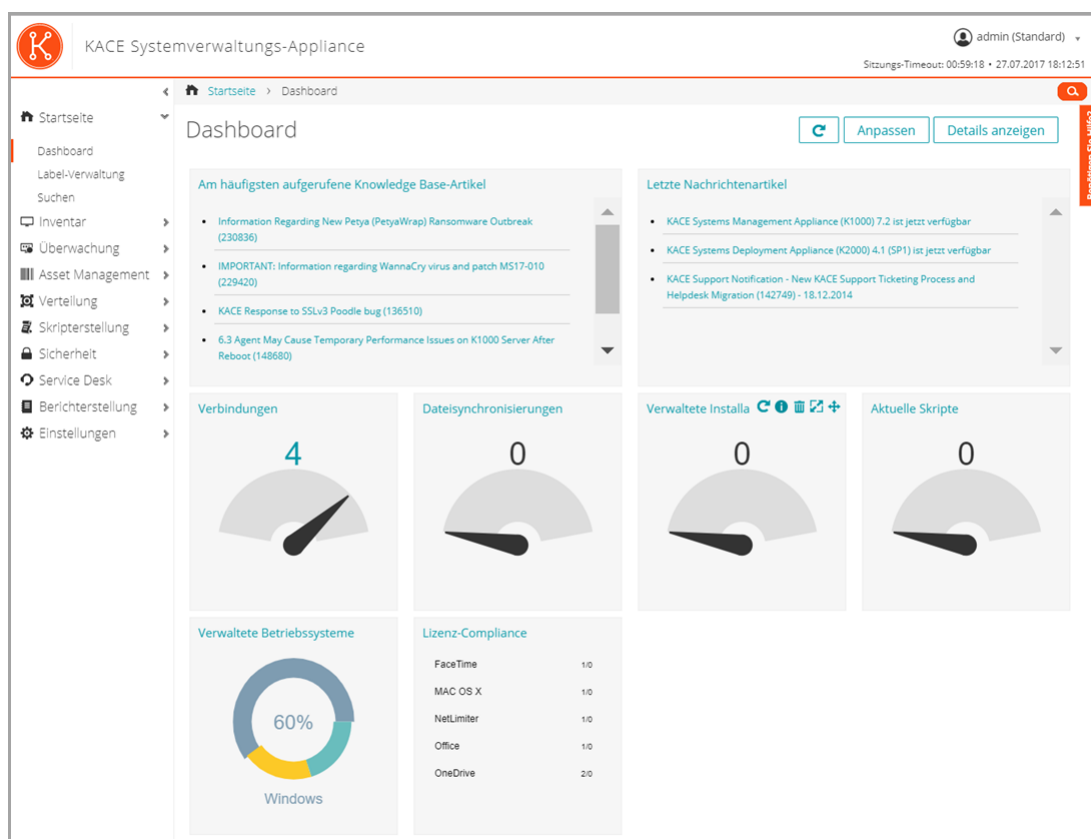 KACE Systemverwaltungs-Appliance
admin (Standard)
Sitzungs-Timeout: 00:59:18 • 27.07.2017 18:12:51
Startseite › Dashboard
Startseite
Dashboard
Label-Verwaltung
Suchen
Inventar
Überwachung
Asset Management
Verteilung
Skripterstellung
Sicherheit
Service Desk
Berichterstellung
Einstellungen
Dashboard
Anpassen
Details anzeigen
Benötigen Sie Hilfe?
Am häufigsten aufgerufene Knowledge Base-Artikel
• Information Regarding New Petya (PetyaWrap) Ransomware Outbreak
(230836)
• IMPORTANT: Information regarding WannaCry virus and patch MS17-010
(229420)
• KACE Response to SSLv3 Poodle bug (136510)
• 6.3 Agent May Cause Temporary Performance Issues on K1000 Server After
Reboot (148680)
Letzte Nachrichtenartikel
• KACE Systems Management Appliance (K1000) 7.2 ist jetzt verfügbar
• KACE Systems Deployment Appliance (K2000) 4.1 (SP1) ist jetzt verfügbar
• KACE Support Notification - New KACE Support Ticketing Process and
Helpdesk Migration (142749) - 18.12.2014
Verbindungen
4
Dateisynchronisierungen
0
Verwaltete Installa
0
Aktuelle Skripte
0
Verwaltete Betriebssysteme
60%
Windows
Lizenz-Compliance
FaceTime 1/0
MAC OS X 1/0
NetLimiter 1/0
Office 1/0
OneDrive 2/0